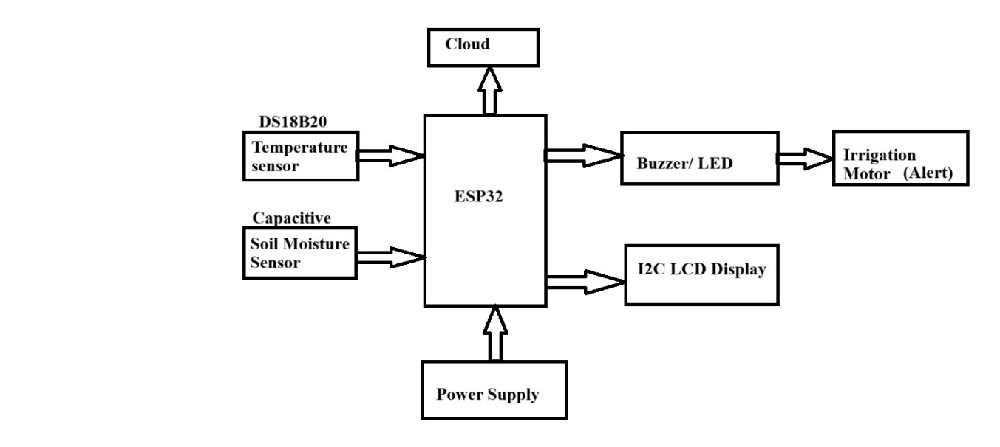 Cloud
DS18B20
Temperature
sensor
Capacitive
Soil Moisture
Sensor
ESP32
Buzzer/ LED
Irrigation
Motor (Alert)
I2C LCD Display
Power Supply